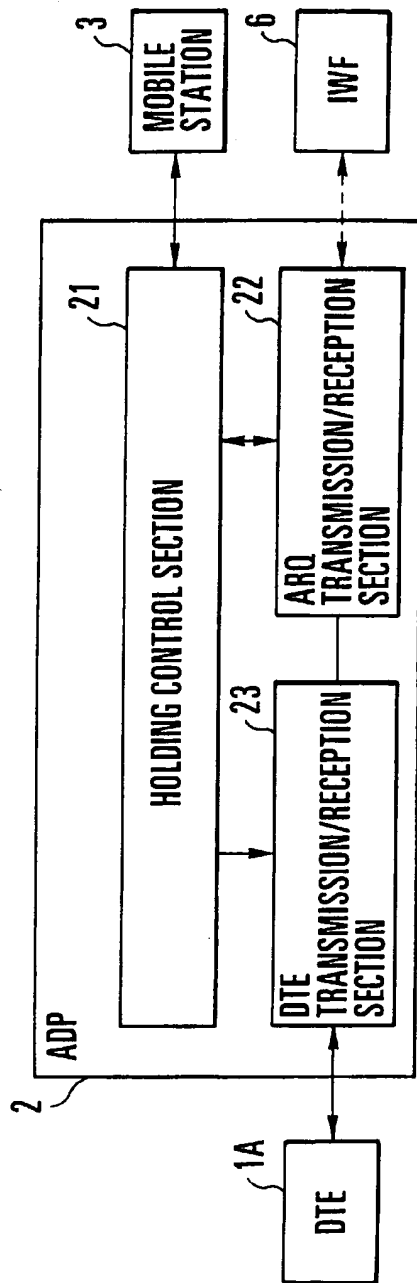 3
MOBILE
STATION
6
IWF
21
HOLDING CONTROL SECTION
22
ARQ
TRANSMISSION/RECEPTION
SECTION
23
DTE
TRANSMISSION/RECEPTION
SECTION
ADP
2
1A
DTE